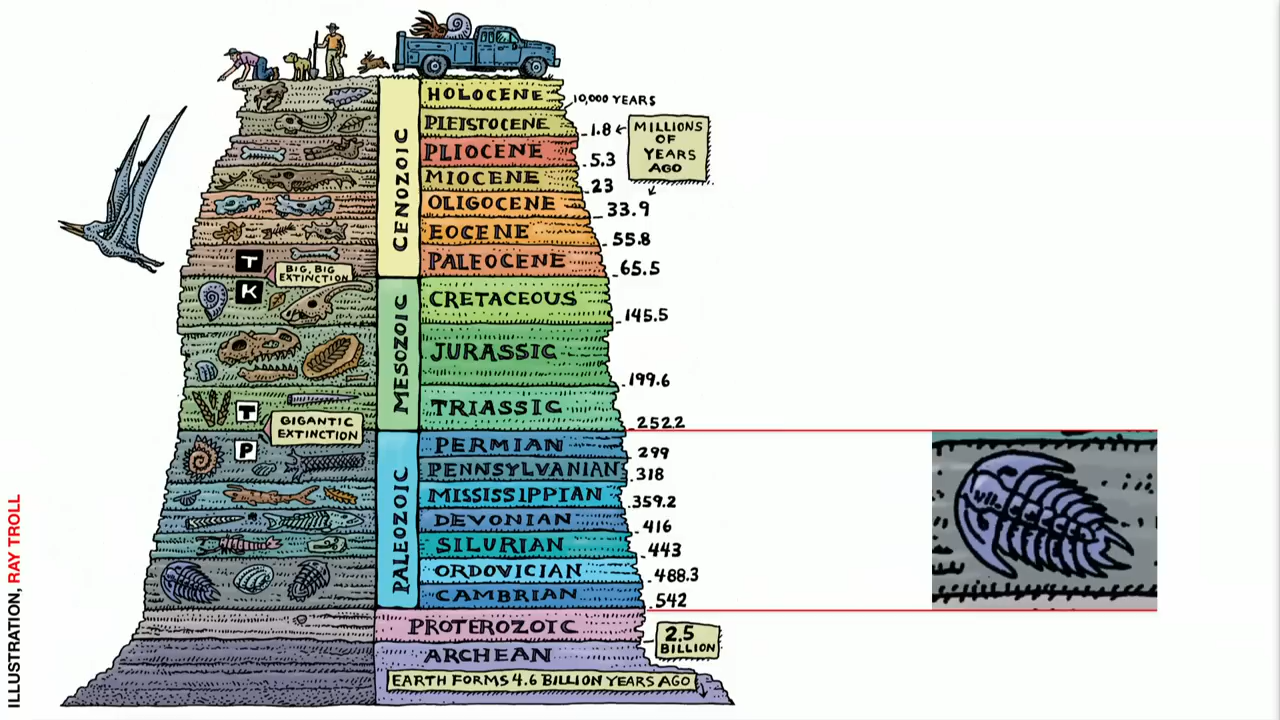 HOLOCENE
10,000 YEARS
PLEISTOCENE
1.8
MILLIONS
OF
YEARS
AGO
PLIOCENE
5.3
MIOCENE
23
OLIGOCENE
33.9
EOCENE
55.8
T
PALEOCENE
65.5
BIG, BIG
EXTINCTION
CENOZOIC
K
CRETACEOUS
145.5
JURASSIC
199.6
T
TRIASSIC
252.2
GIGANTIC
EXTINCTION
MESOZOIC
P
PERMIAN
299
PENNSYLVANIAN
318
MISSISSIPPIAN
359.2
DEVONIAN
416
SILURIAN
443
ORDOVICIAN
488.3
CAMBRIAN
542
PALEOZOIC
PROTEROZOIC
2.5
BILLION
ARCHEAN
EARTH FORMS 4.6 BILLION YEARS AGO
ILLUSTRATION, RAY TROLL